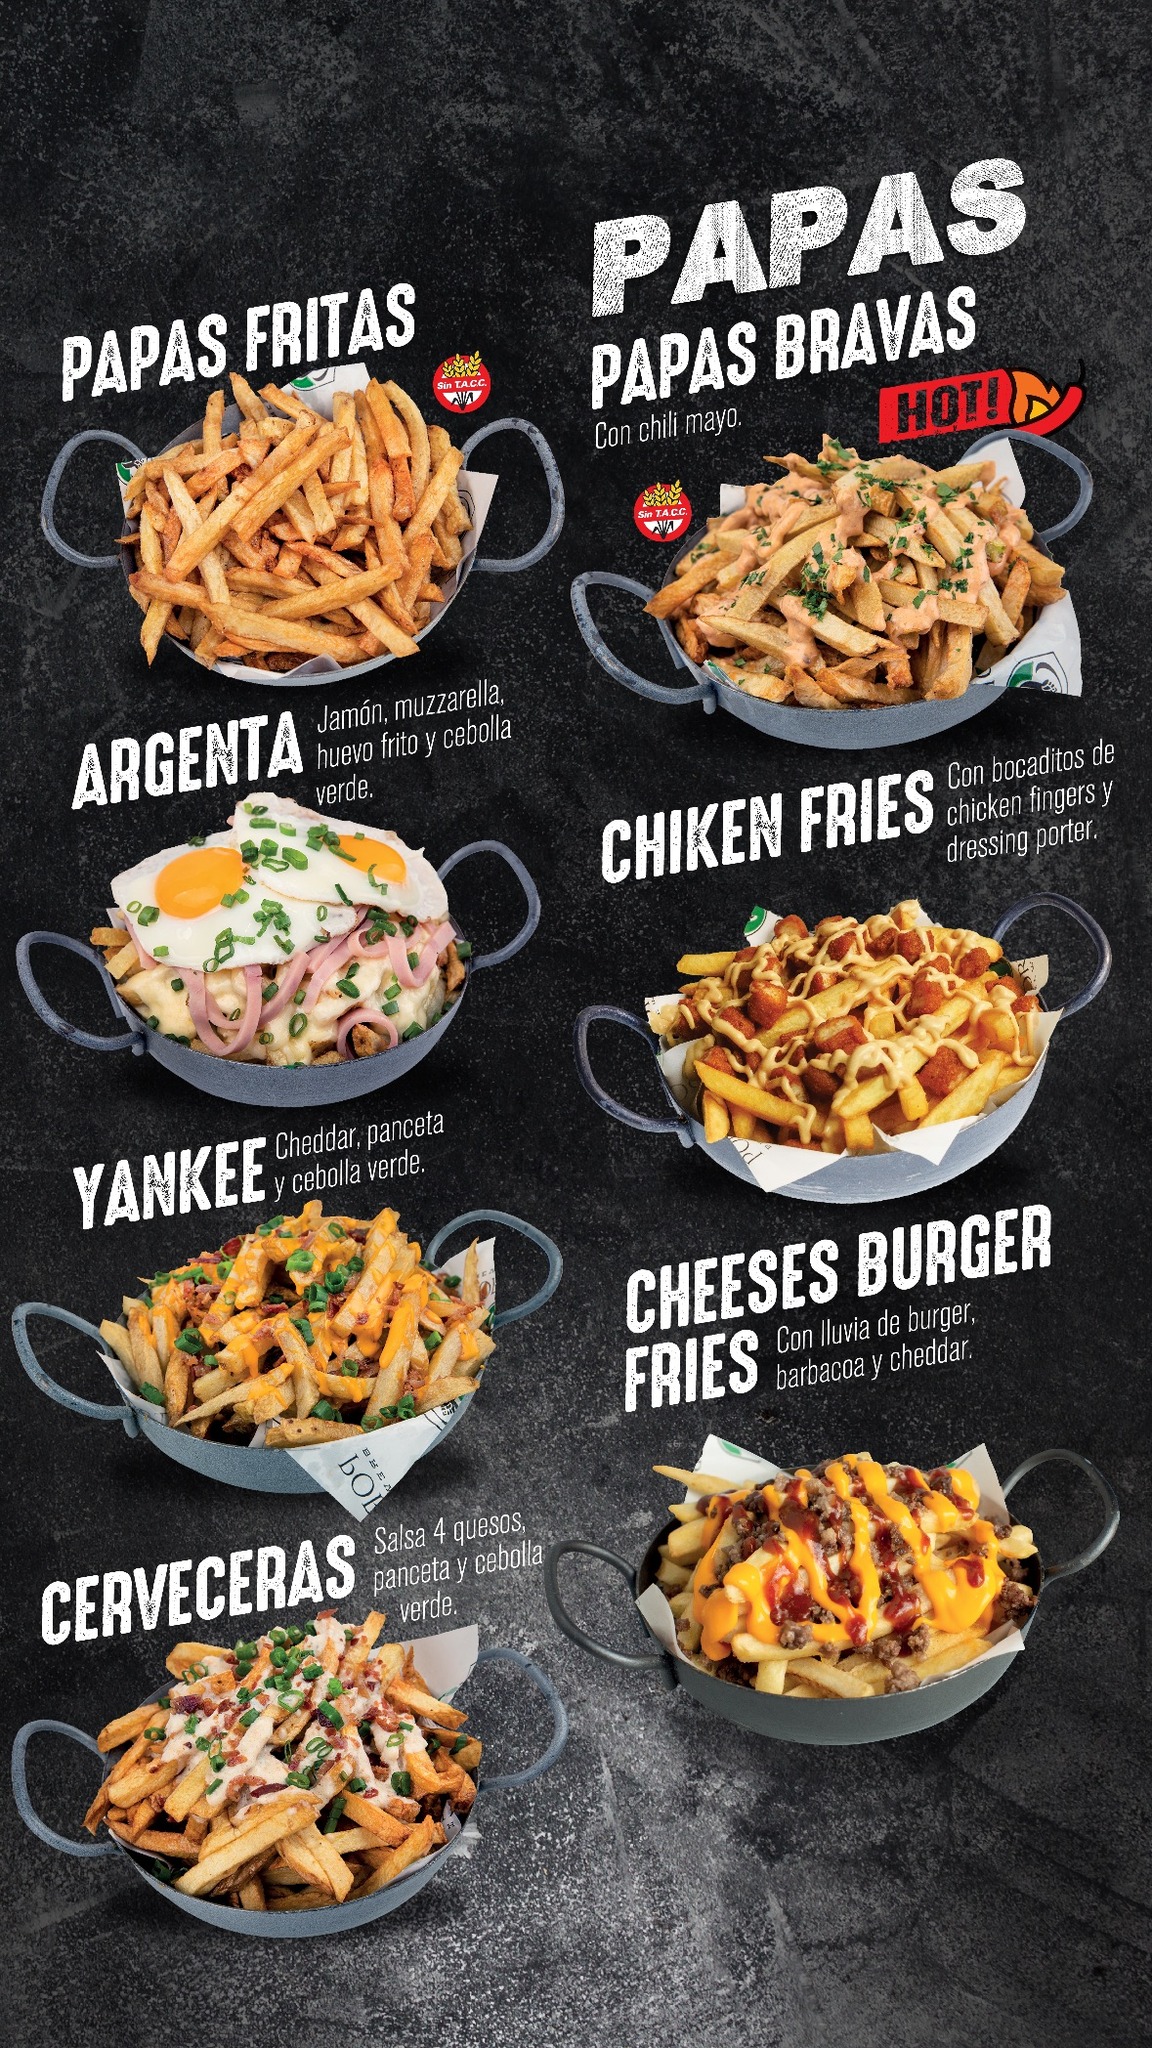 PAPAS
PAPAS FRITAS
Sin T.A.C.C.
PAPAS BRAVAS
Con chili mayo.
HOT!
Sin T.A.C.C.
ARGENTA
Jamón, muzzarella,
huevo frito y cebolla
verde.
CHIKEN FRIES
Con bocaditos de
chicken fingers y
dressing porter.
YANKEE
Cheddar, panceta
y cebolla verde.
CHEESES BURGER
FRIES
Con lluvia de burger,
barbacoa y cheddar.
CERVECERAS
Salsa 4 quesos,
panceta y cebolla
verde.